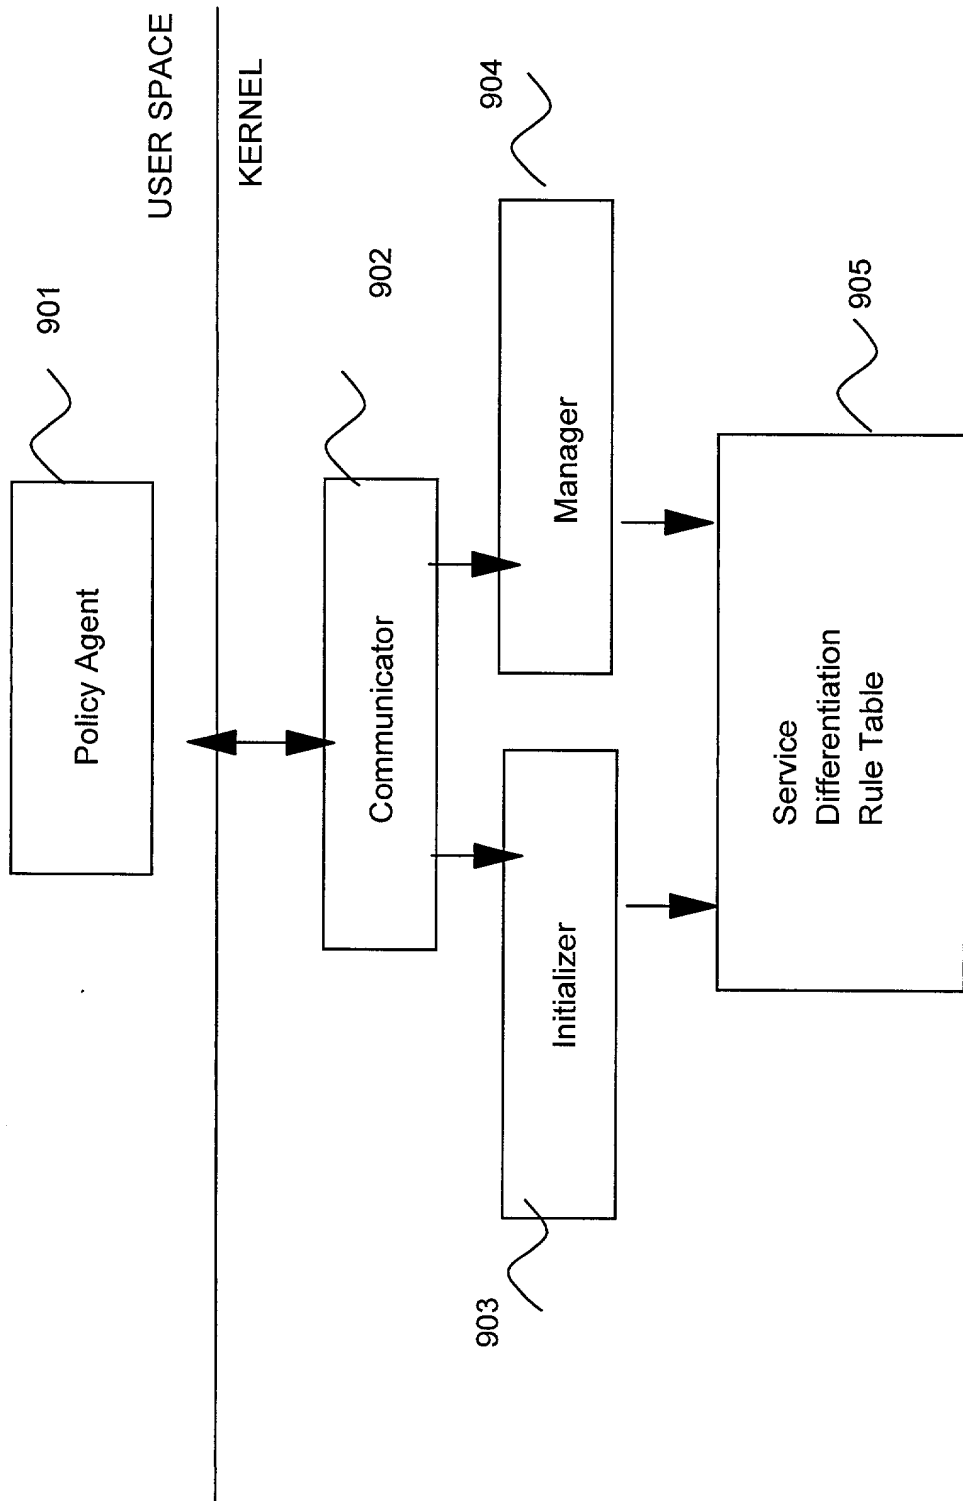 USER SPACE
KERNEL
901
Policy Agent
902
Communicator
904
Manager
903
Initializer
905
Service
Differentiation
Rule Table